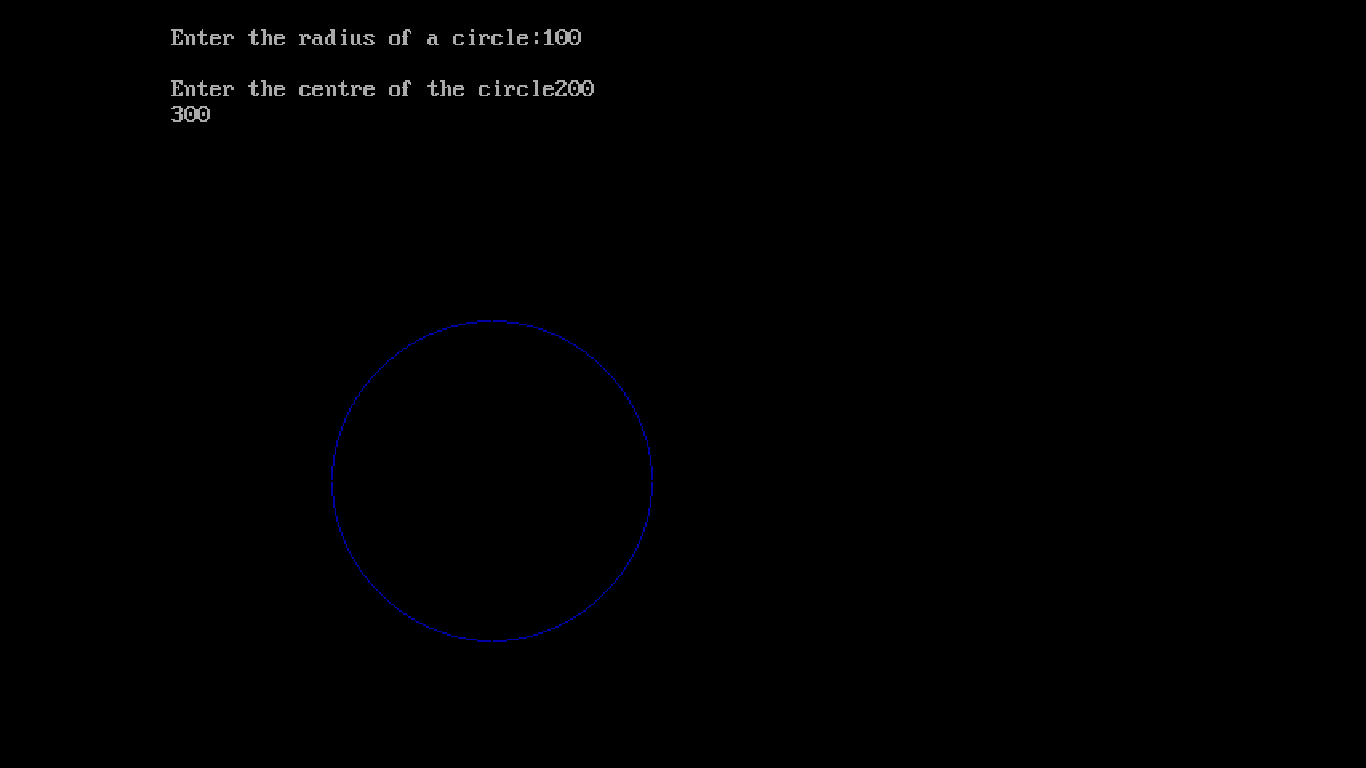 Enter the radius of a circle:100
Enter the centre of the circle200
300